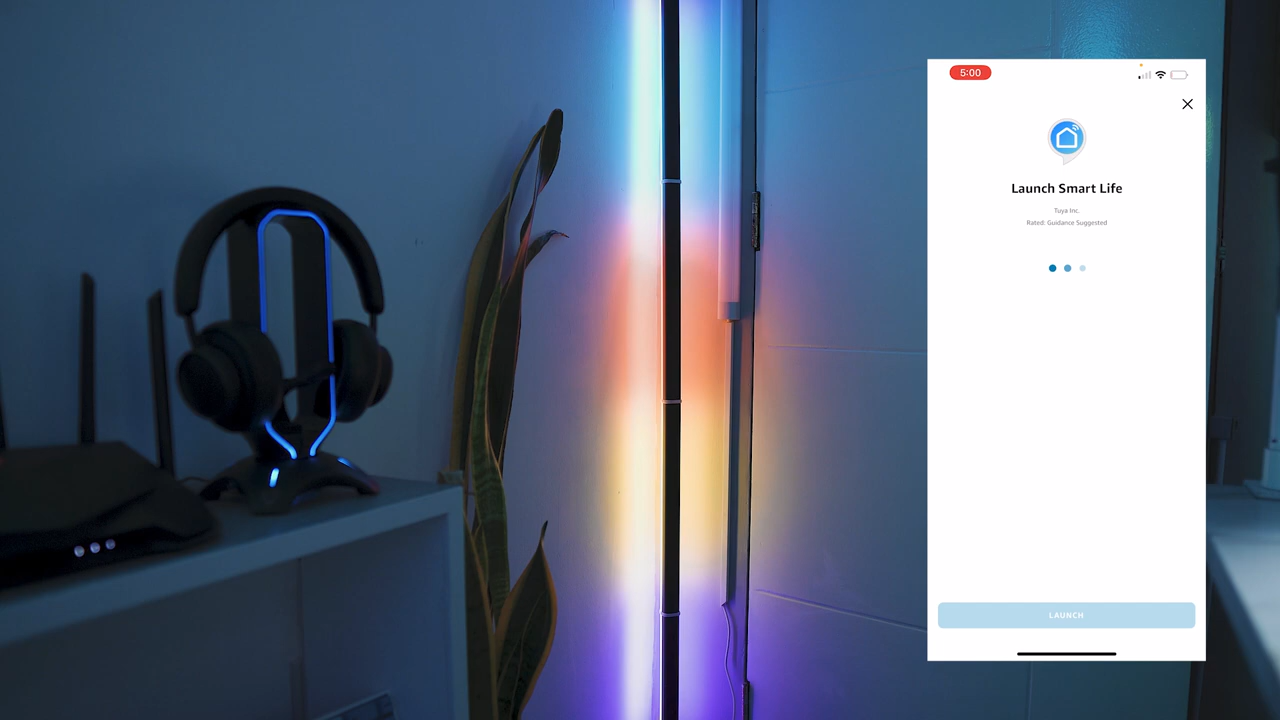 5:00
Launch Smart Life
Tuya Inc.
Rated: Guidance Suggested
LAUNCH